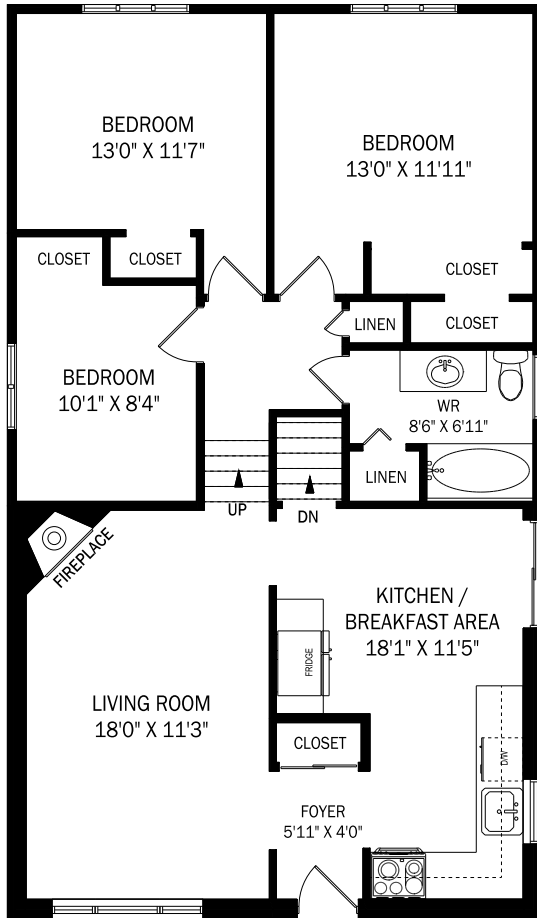 BEDROOM
13'0" X 11'7"
BEDROOM
13'0" X 11'11"
CLOSET
CLOSET
CLOSET
CLOSET
LINEN
BEDROOM
10'1" X 8'4"
WR
8'6" X 6'11"
LINEN
UP
DN
FIREPLACE
KITCHEN /
BREAKFAST AREA
18'1" X 11'5"
FRIDGE
LIVING ROOM
18'0" X 11'3"
CLOSET
D/W
FOYER
5'11" X 4'0"